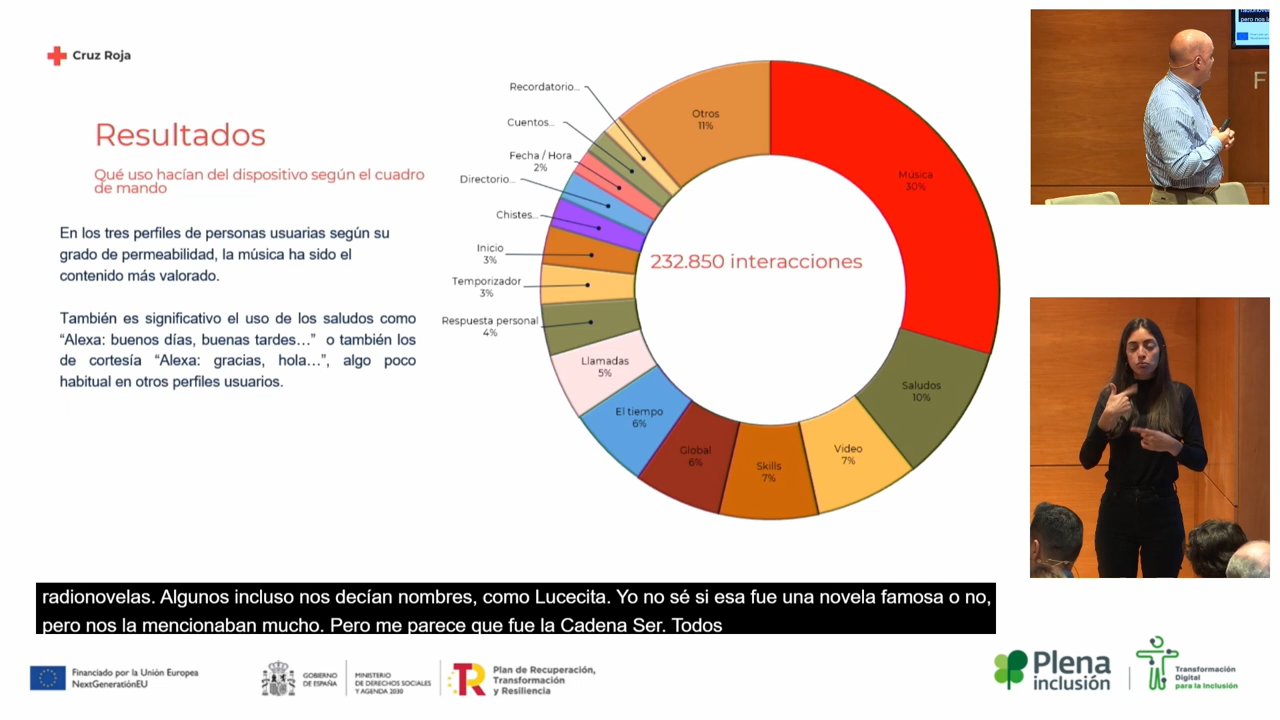 Cruz Roja
Resultados
Qué uso hacían del dispositivo según el cuadro
de mando
En los tres perfiles de personas usuarias según su
grado de permeabilidad, la música ha sido el
contenido más valorado.
También es significativo el uso de los saludos como
“Alexa: buenos días, buenas tardes…” o también los
de cortesía “Alexa: gracias, hola…”, algo poco
habitual en otros perfiles usuarios.
Recordatorio...
Cuentos...
Fecha / Hora
2%
Directorio...
Chistes...
Inicio
3%
Temporizador
3%
Respuesta personal
4%
Llamadas
5%
El tiempo
6%
Global
6%
Skills
7%
Video
7%
Saludos
10%
Música
30%
Otros
11%
232.850 interacciones
pero nos l
F
radionovelas. Algunos incluso nos decían nombres, como Lucecita. Yo no sé si esa fue una novela famosa o no,
pero nos la mencionaban mucho. Pero me parece que fue la Cadena Ser. Todos
Financiado por la Unión Europea
NextGenerationEU
GOBIERNO
DE ESPAÑA
MINISTERIO
DE DERECHOS SOCIALES
Y AGENDA 2030
Plan de Recuperación,
Transformación
y Resiliencia
Plena
inclusión
Transformación
Digital
para la Inclusión